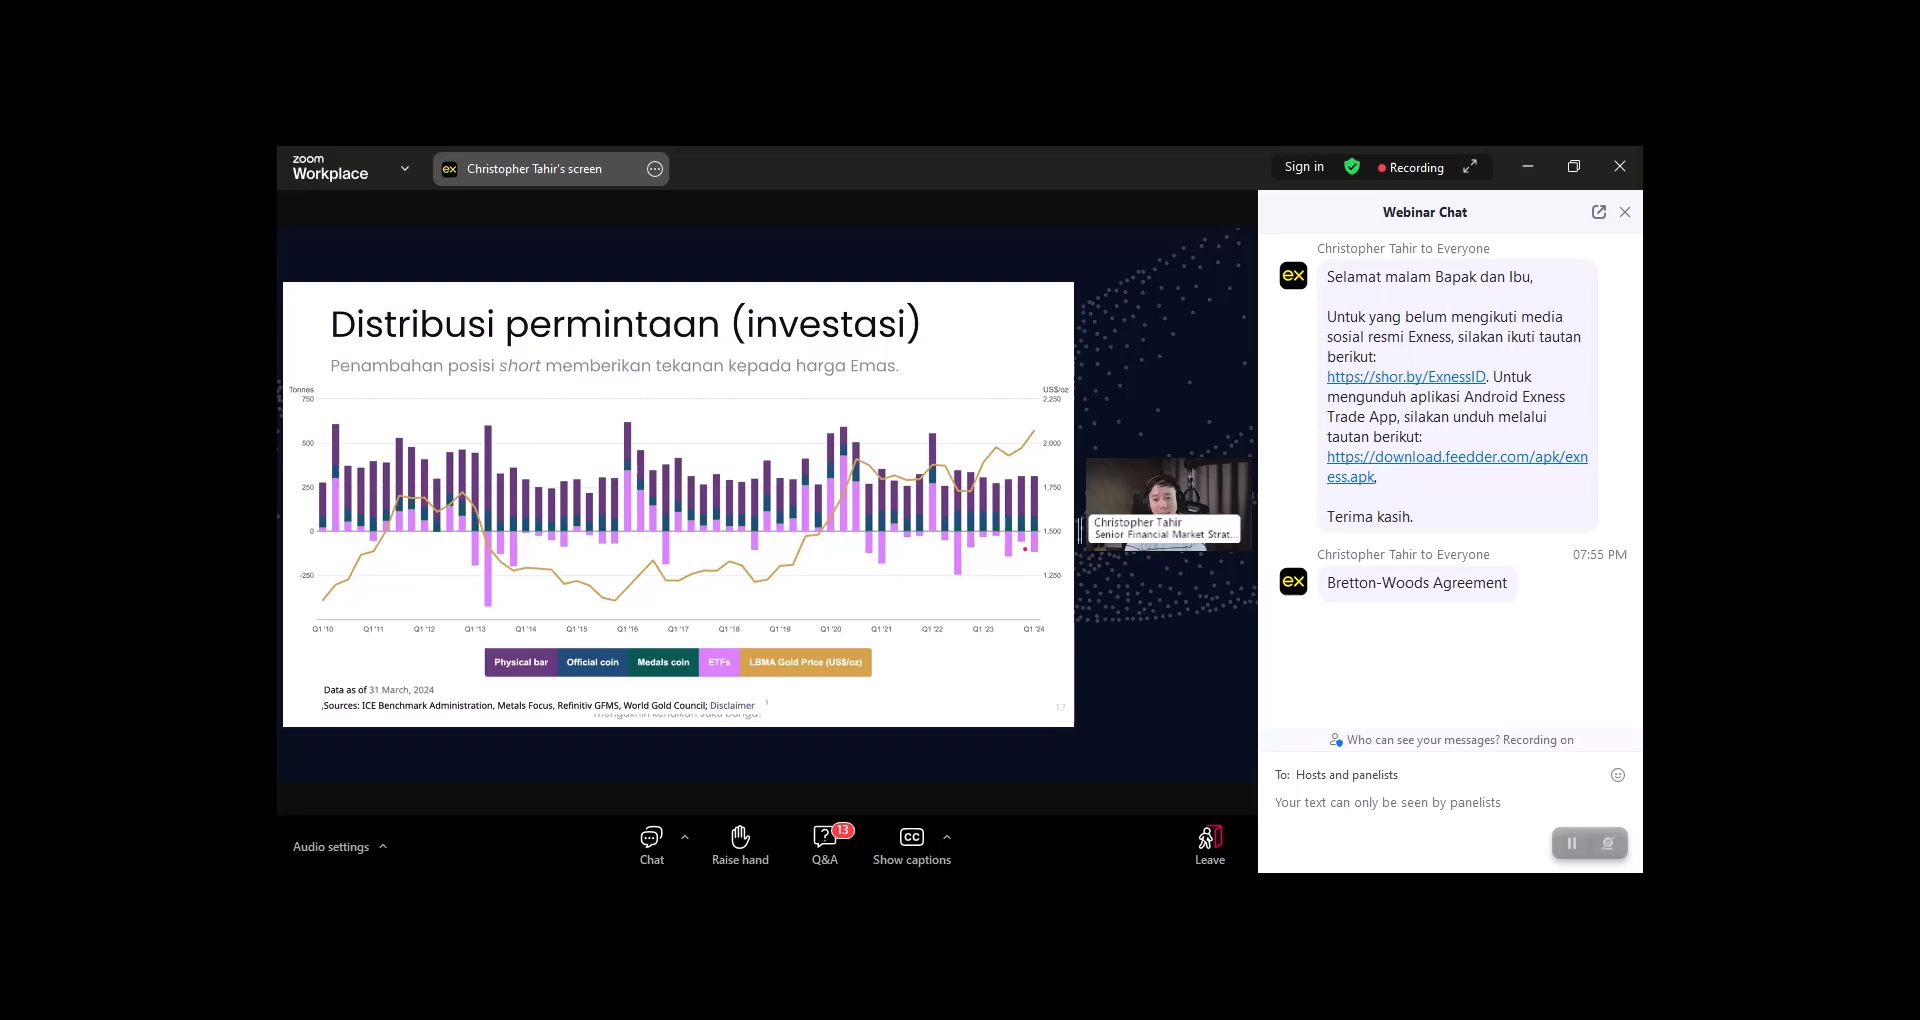 zoom
Workplace
ex
Christopher Tahir's screen
Sign in
Recording
Distribusi permintaan (investasi)
Penambahan posisi short memberikan tekanan kepada harga Emas.
Tonnes
US$/oz
750
2,250
500
2,000
250
1,750
0
1,500
-250
1,250
Q1 '10 Q1 '11 Q1 '12 Q1 '13 Q1 '14 Q1 '15 Q1 '16 Q1 '17 Q1 '18 Q1 '19 Q1 '20 Q1 '21 Q1 '22 Q1 '23 Q1 '24
Physical bar Official coin Medals coin ETFs LBMA Gold Price (US$/oz)
Data as of 31 March, 2024
,Sources: ICE Benchmark Administration, Metals Focus, Refinitiv GFMS, World Gold Council; Disclaimer 1
mengakhiri kenaikan suku bunga!
17
Christopher Tahir
Senior Financial Market Strat...
Webinar Chat
Christopher Tahir to Everyone
ex
Selamat malam Bapak dan Ibu,
Untuk yang belum mengikuti media
sosial resmi Exness, silakan ikuti tautan
berikut:
https://shor.by/ExnessID. Untuk
mengunduh aplikasi Android Exness
Trade App, silakan unduh melalui
tautan berikut:
https://download.feedder.com/apk/exn
ess.apk,
Terima kasih.
Christopher Tahir to Everyone
07:55 PM
ex
Bretton-Woods Agreement
Who can see your messages? Recording on
To: Hosts and panelists
Your text can only be seen by panelists
Audio settings
Chat
Raise hand
13
Q&A
CC
Show captions
Leave